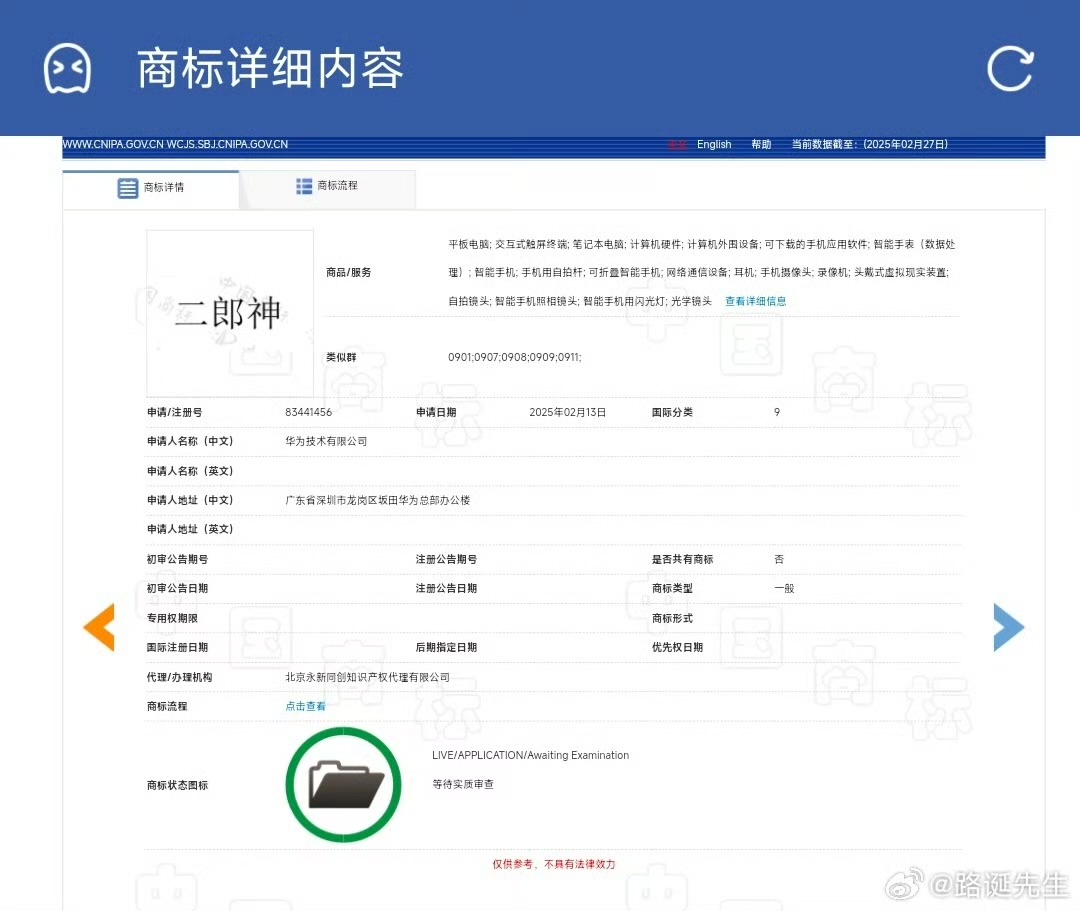 商标详细内容
WWW.CNIPA.GOV.CN WCJS.SBJ.CNIPA.GOV.CN
English 帮助 当前数据截至：(2025年02月27日)
商标详情 商标流程
二郎神
商品/服务
平板电脑; 交互式触屏终端; 笔记本电脑; 计算机硬件; 计算机外围设备; 可下载的手机应用软件; 智能手表（数据处
理）; 智能手机; 手机用自拍杆; 可折叠智能手机; 网络通信设备; 耳机; 手机摄像头; 录像机; 头戴式虚拟现实装置;
自拍镜头; 智能手机照相镜头; 智能手机用闪光灯; 光学镜头 查看详细信息
类似群 0901;0907;0908;0909;0911;
申请/注册号 83441456 申请日期 2025年02月13日 国际分类 9
申请人名称（中文） 华为技术有限公司
申请人名称（英文）
申请人地址（中文） 广东省深圳市龙岗区坂田华为总部办公楼
申请人地址（英文）
初审公告期号 注册公告期号 是否共有商标 否
初审公告日期 注册公告日期 商标类型 一般
专用权期限 商标形式
国际注册日期 后期指定日期 优先权日期
代理/办理机构 北京永新同创知识产权代理有限公司
商标流程 点击查看
商标状态图标
LIVE/APPLICATION/Awaiting Examination
等待实质审查
仅供参考，不具有法律效力
@路诞先生